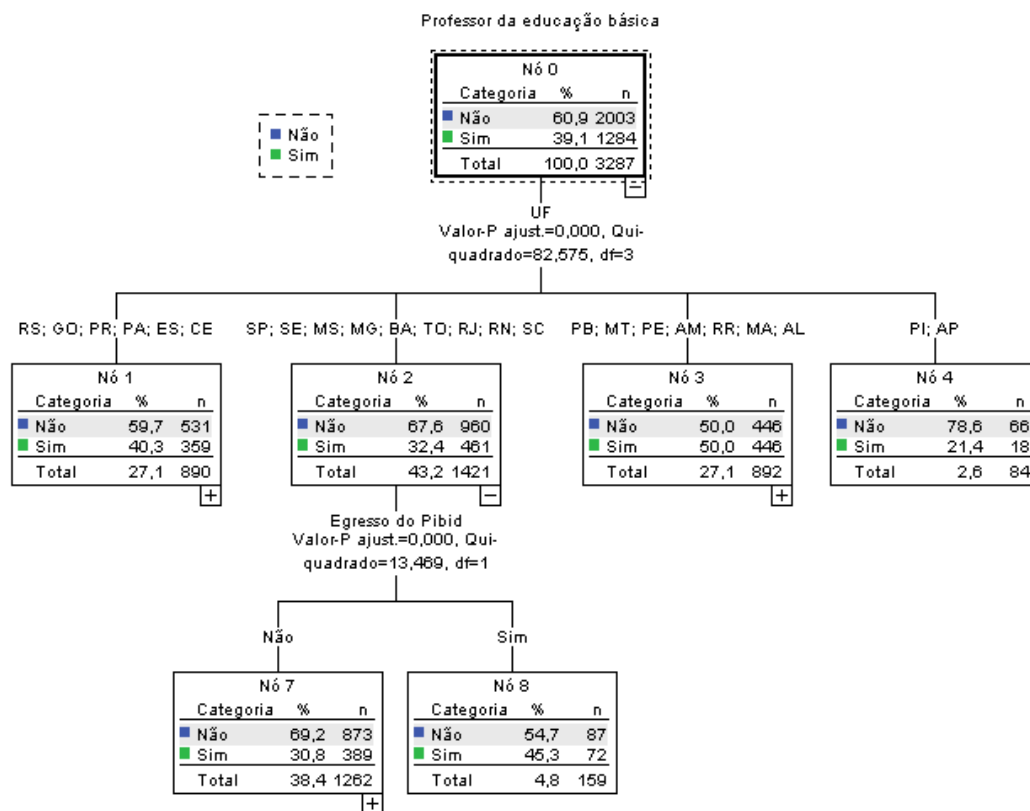 Professor da educação básica
Nó 0
Categoria % n
Não 60,9 2003
Sim 39,1 1284
Total 100,0 3287
Não
Sim
UF
Valor-P ajust.=0,000, Qui-
quadrado=82,575, df=3
RS; GO; PR; PA; ES; CE
SP; SE; MS; MG; BA; TO; RJ; RN; SC
PB; MT; PE; AM; RR; MA; AL
PI; AP
Nó 1
Categoria % n
Não 59,7 531
Sim 40,3 359
Total 27,1 890
Nó 2
Categoria % n
Não 67,6 960
Sim 32,4 461
Total 43,2 1421
Nó 3
Categoria % n
Não 50,0 446
Sim 50,0 446
Total 27,1 892
Nó 4
Categoria % n
Não 78,6 66
Sim 21,4 18
Total 2,6 84
Egresso do Pibid
Valor-P ajust.=0,000, Qui-
quadrado=13,469, df=1
Não
Sim
Nó 7
Categoria % n
Não 69,2 873
Sim 30,8 389
Total 38,4 1262
Nó 8
Categoria % n
Não 54,7 87
Sim 45,3 72
Total 4,8 159